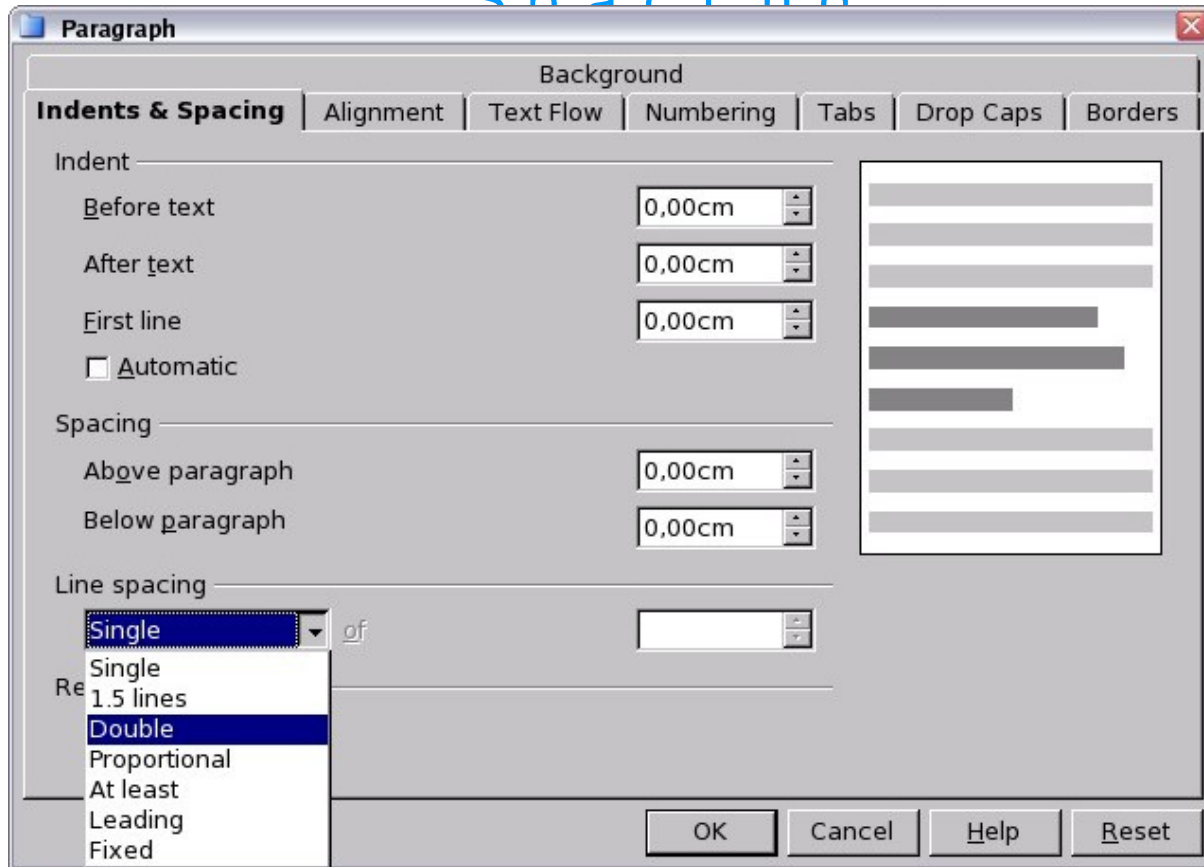 Paragraph
Background
Indents & Spacing Alignment Text Flow Numbering Tabs Drop Caps Borders
Indent
Before text 0,00cm
After text 0,00cm
First line 0,00cm
Automatic
Spacing
Above paragraph 0,00cm
Below paragraph 0,00cm
Line spacing
Single of
Single
Re
1.5 lines
Double
Proportional
At least
Leading
Fixed
OK Cancel Help Reset